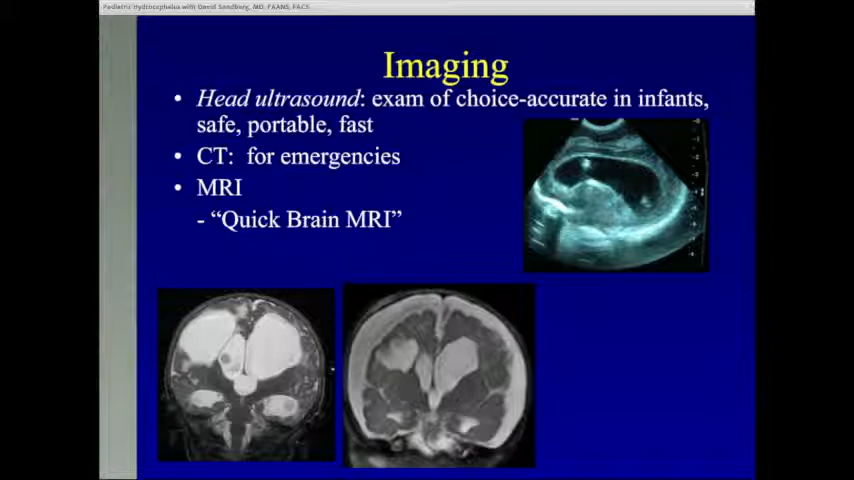 Pediatric Hydrocephalus with David Sandberg, MD, FAANS, FACS
Imaging
• Head ultrasound: exam of choice-accurate in infants,
safe, portable, fast
• CT: for emergencies
• MRI
- “Quick Brain MRI”